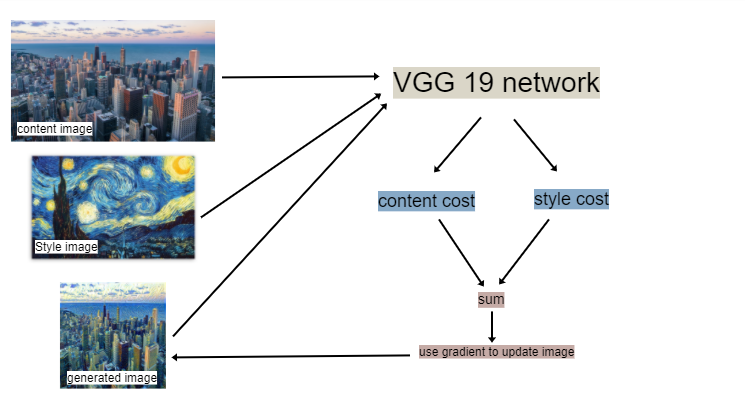 content image
VGG 19 network
Style image
content cost
style cost
sum
generated image
use gradient to update image